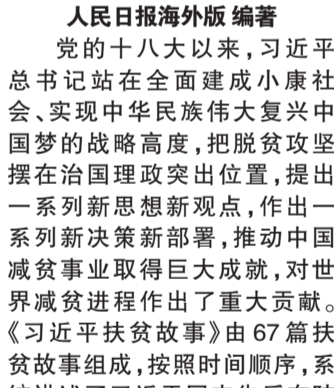 人民日报海外版 编著
党的十八大以来，习近平
总书记站在全面建成小康社
会、实现中华民族伟大复兴中
国梦的战略高度，把脱贫攻坚
摆在治国理政突出位置，提出
一系列新思想新观点，作出一
系列新决策新部署，推动中国
减贫事业取得巨大成就，对世
界减贫进程作出了重大贡献。
《习近平扶贫故事》由67篇扶
贫故事组成，按照时间顺序，系